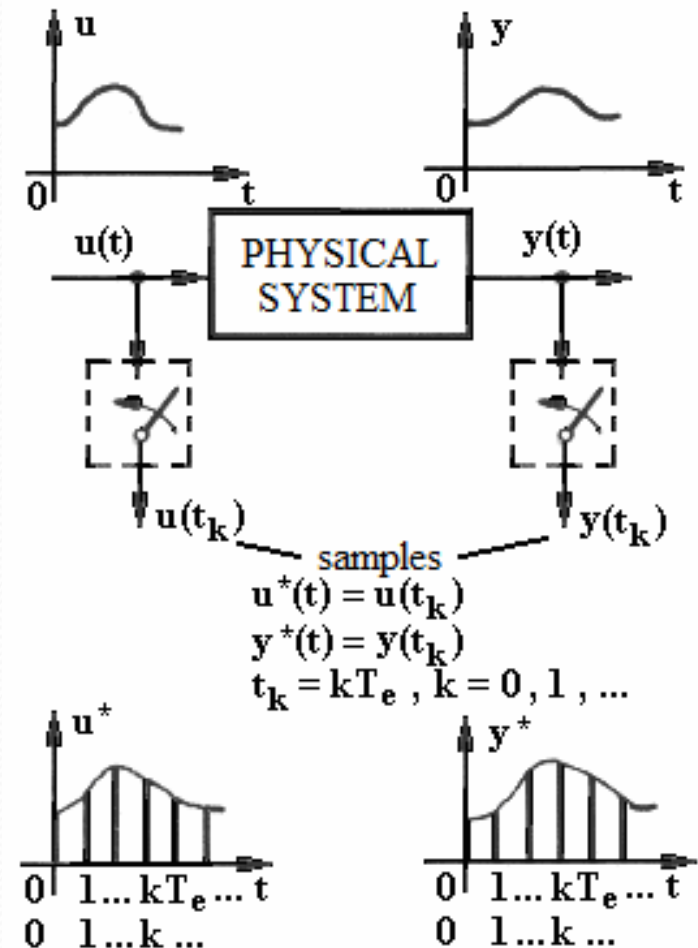 u
y
0 t
0 t
u(t)
y(t)
PHYSICAL
SYSTEM
u(tₖ)
y(tₖ)
samples
u*(t) = u(tₖ)
y*(t) = y(tₖ)
tₖ = kTₑ , k = 0 , 1 , ...
u*
y*
0 1... kTₑ ... t
0 1...k ...
0 1... kTₑ ... t
0 1...k ...